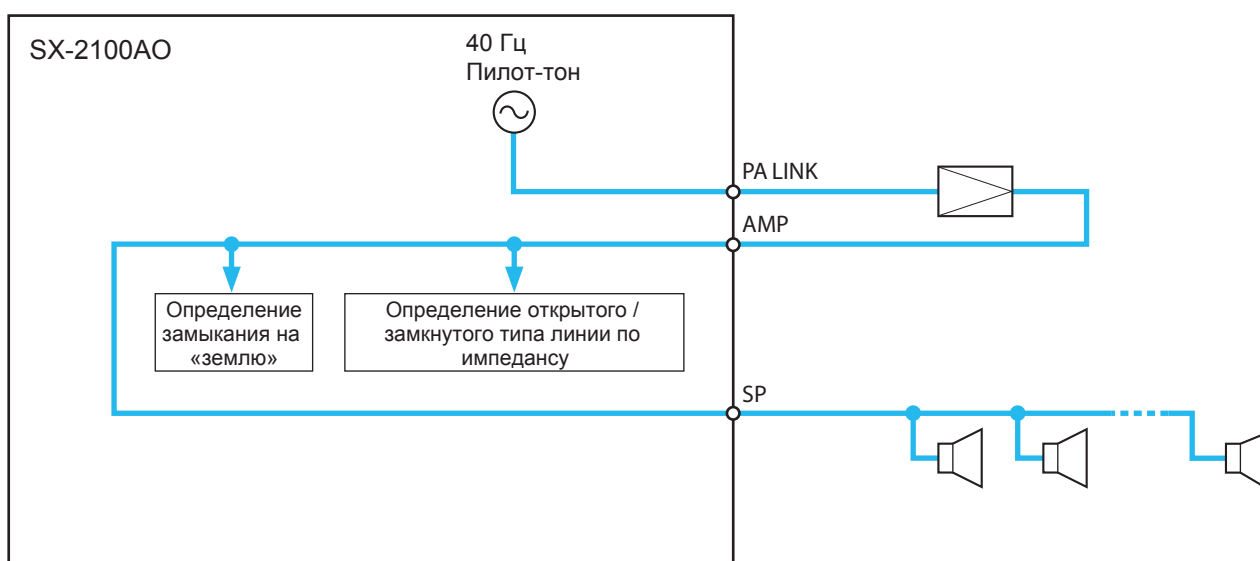 SX-2100AO
40 Гц
Пилот-тон
PA LINK
AMP
Определение
замыкания на
«землю»
Определение открытого /
замкнутого типа линии по
импедансу
SP